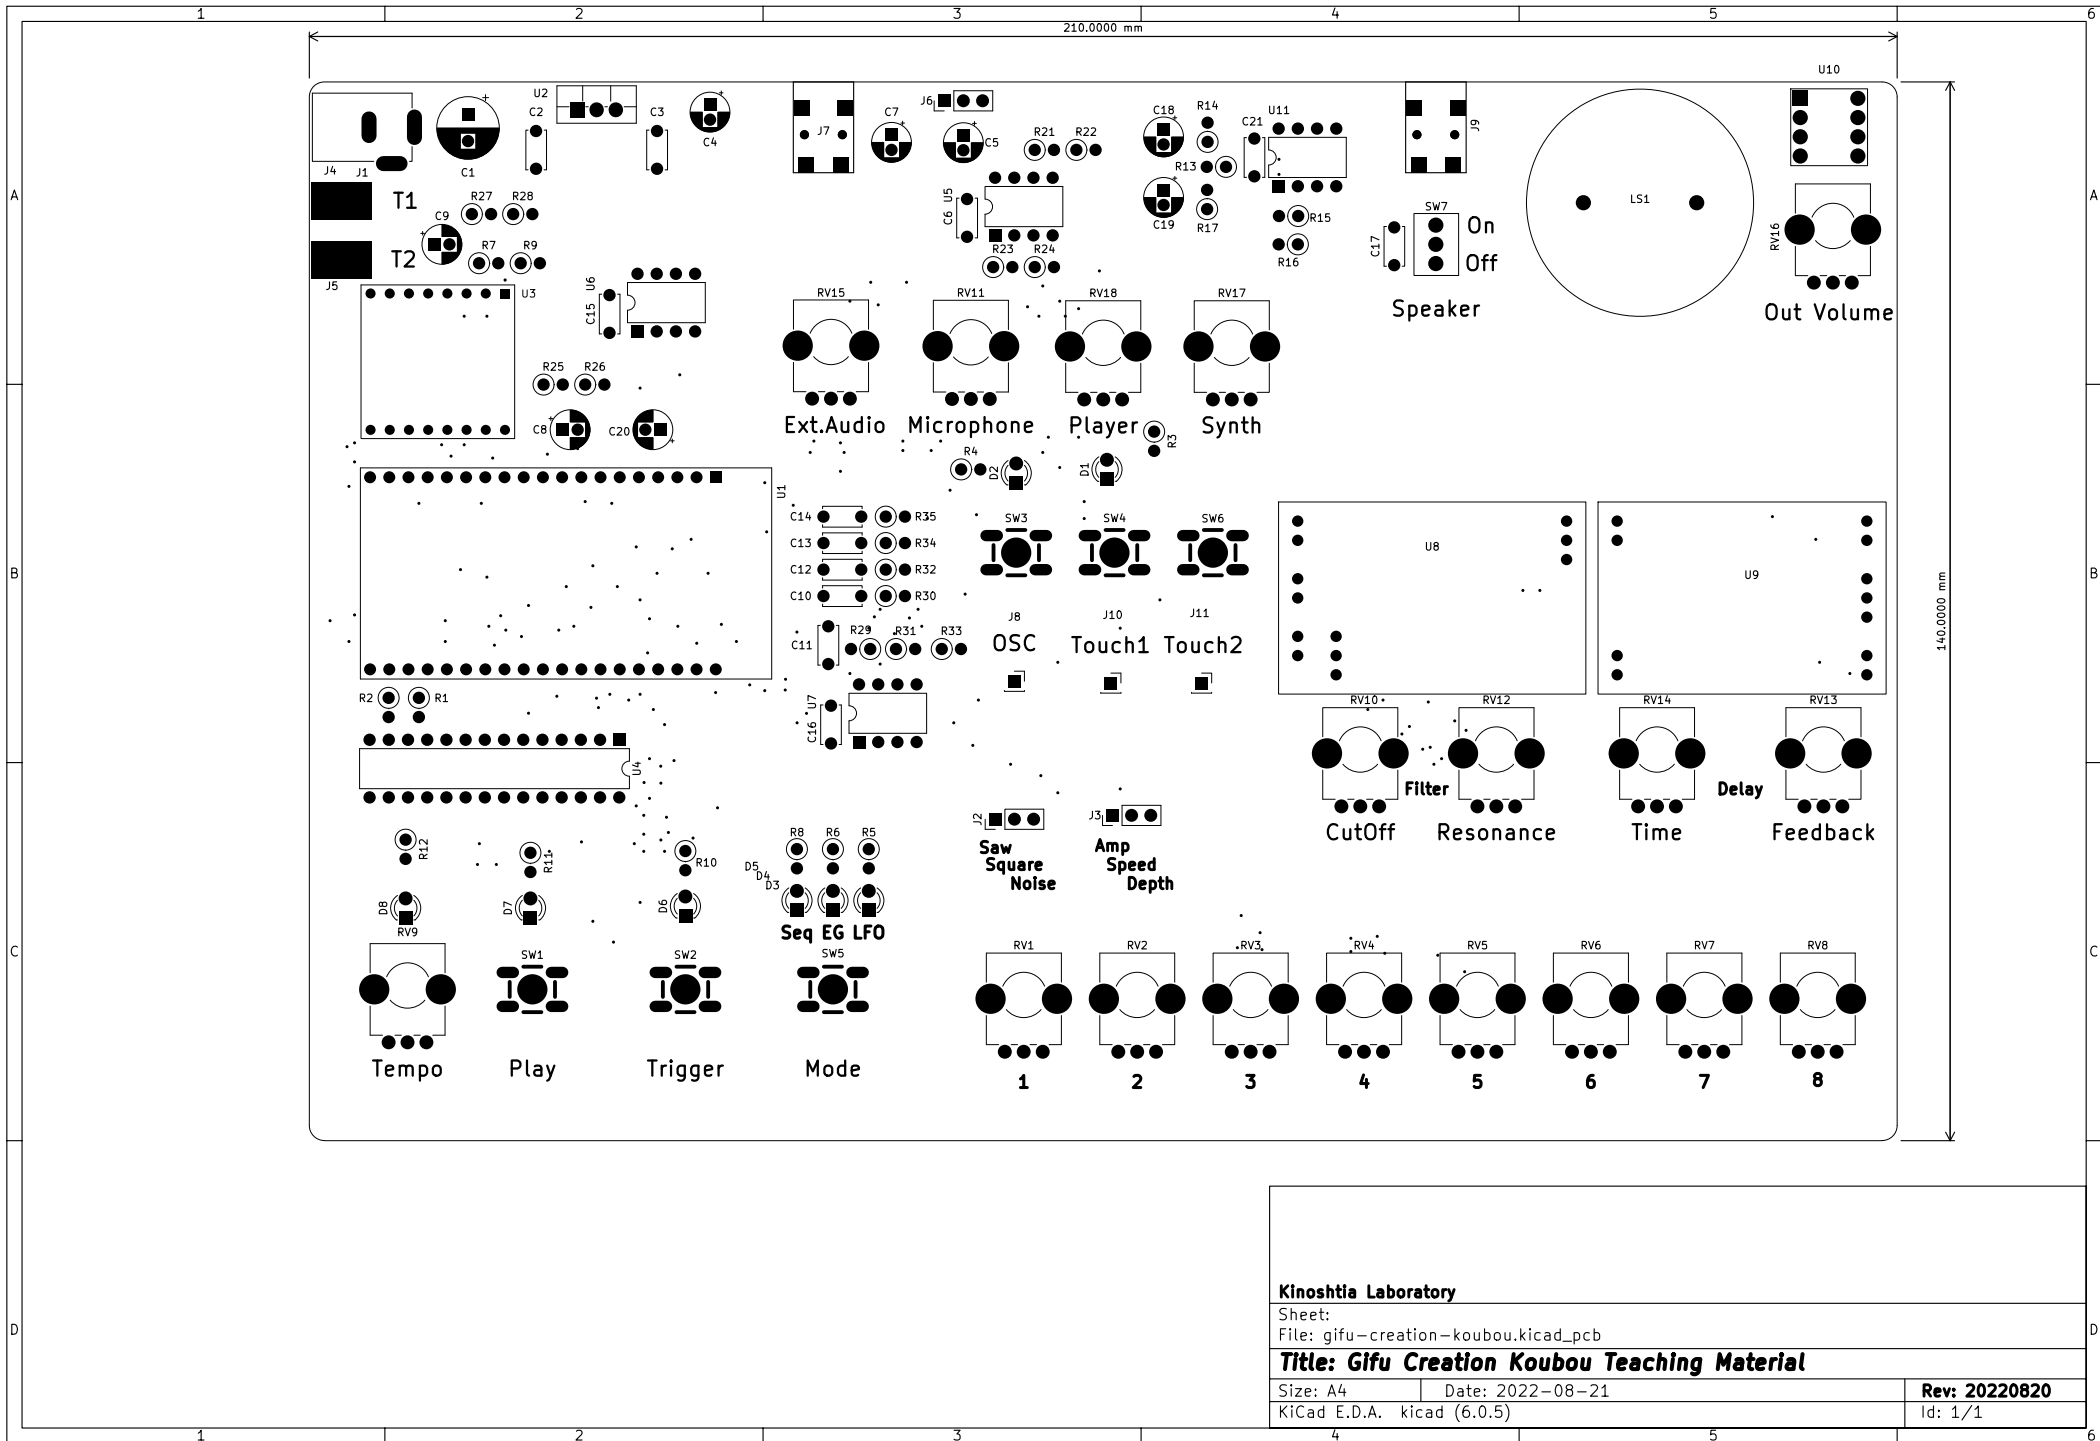 1 2 3 4 5 6
210.0000 mm
U10
U2 C2 C3 C7 J6 C18 R14 U11
J7 C4 C5 R21 R22 C21 J9
J4 J1 C1 R13
A T1 R27 R28 U5 C6 C19 R17 R15 SW7 LS1 A
C9 On RV16
T2 R7 R9 R23 R24 R16 C17 Off
J5 U3 U6 C15
RV15 RV11 RV18 RV17 Speaker Out Volume
R25 R26
C8 C20 Ext.Audio Microphone Player Synth
R3
R4 D2 D1
U1
C14 R35 SW3 SW4 SW6
C13 R34 U8
B C12 R32 U9 B
C10 R30
J8 J10 J11
140.0000 mm
C11 R29 R31 R33 OSC Touch1 Touch2
R2 R1 U7 C16
RV10 RV12 RV14 RV13
U4
Filter Delay
J2 J3
CutOff Resonance Time Feedback
R12 R11 R10 R8 R6 R5
Saw
Square
Noise
Amp
Speed
Depth
D5
D4
D3
D8 D7 D6
RV9 Seq EG LFO
C SW1 SW2 SW5 RV1 RV2 RV3 RV4 RV5 RV6 RV7 RV8 C
Tempo Play Trigger Mode
1 2 3 4 5 6 7 8
Kinoshtia Laboratory
Sheet:
File: gifu-creation-koubou.kicad_pcb
D D
Title: Gifu Creation Koubou Teaching Material
Size: A4 Date: 2022-08-21 Rev: 20220820
KiCad E.D.A. kicad (6.0.5) Id: 1/1
1 2 3 4 5 6